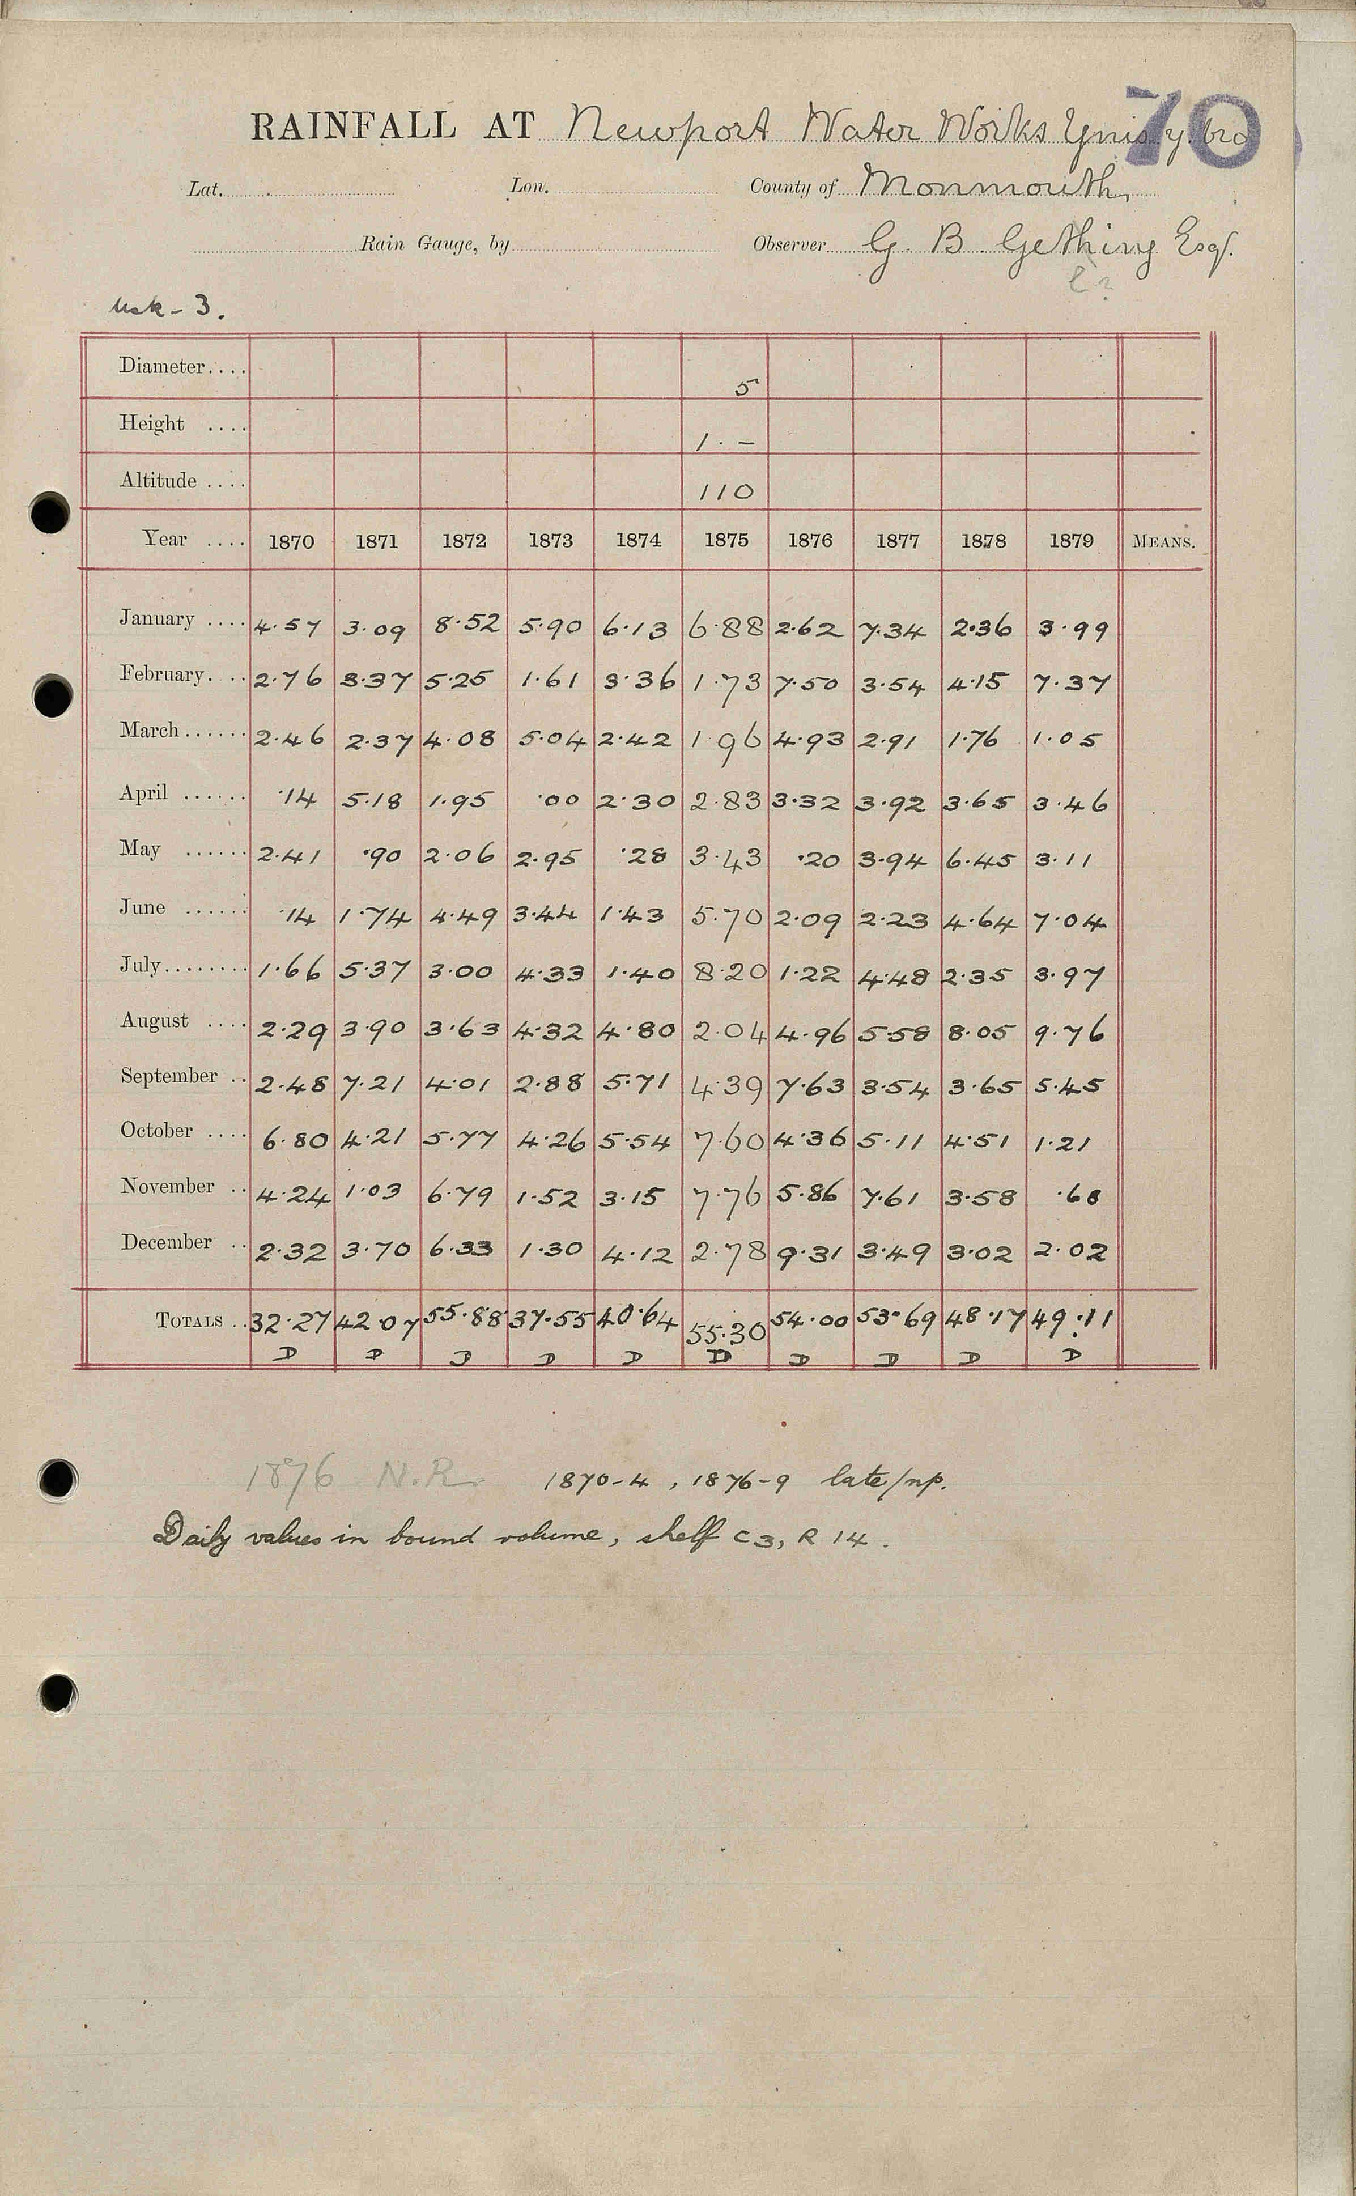 70
RAINFALL AT Newport Water Works Ynis y bro
Lat. Lon. County of Monmouth
Rain Gauge, by Observer G. B. Gething Esqr.
l?
Usk - 3.
Diameter.... 5
Height .... 1. -
Altitude .... 110
Year .... 1870 1871 1872 1873 1874 1875 1876 1877 1878 1879 MEANS.
January .... 4.57 3.09 8.52 5.90 6.13 6.88 2.62 7.34 2.36 3.99
February.... 2.76 3.37 5.25 1.61 3.36 1.73 7.50 3.54 4.15 7.37
March...... 2.46 2.37 4.08 5.04 2.42 1.96 4.93 2.91 1.76 1.05
April ...... .14 5.18 1.95 .00 2.30 2.83 3.32 3.92 3.65 3.46
May ...... 2.41 .90 2.06 2.95 .28 3.43 .20 3.94 6.45 3.11
June ...... .14 1.74 4.49 3.44 1.43 5.70 2.09 2.23 4.64 7.04
July........ 1.66 5.37 3.00 4.33 1.40 8.20 1.22 4.48 2.35 3.97
August .... 2.29 3.90 3.63 4.32 4.80 2.04 4.96 5.58 8.05 9.76
September .. 2.48 7.21 4.01 2.88 5.71 4.39 7.63 3.54 3.65 5.45
October .... 6.80 4.21 5.77 4.26 5.54 7.60 4.36 5.11 4.51 1.21
November .. 4.24 1.03 6.79 1.52 3.15 7.76 5.86 7.61 3.58 .68
December .. 2.32 3.70 6.33 1.30 4.12 2.78 9.31 3.49 3.02 2.02
TOTALS .. 32.27 42.07 55.88 37.55 40.64 55.30 54.00 53.69 48.17 49.11
D D D D D D D D D D
1876 N.R. 1870-4, 1876-9 late/np.
Daily values in bound volume, shelf C3, R 14.